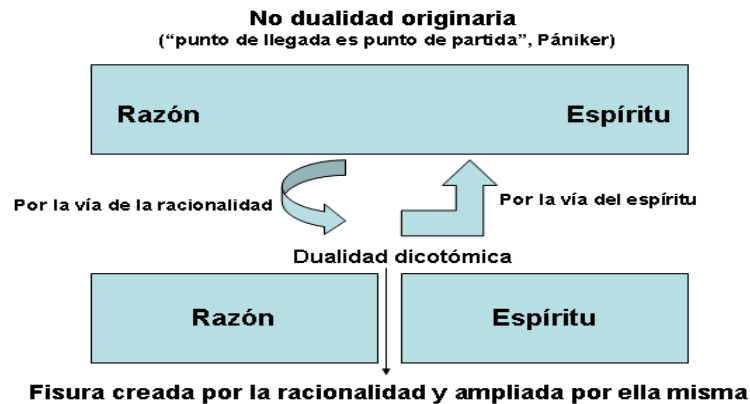 No dualidad originaria
(“punto de llegada es punto de partida”, Pániker)
Razón Espíritu
Por la vía de la racionalidad
Por la vía del espíritu
Dualidad dicotómica
Razón Espíritu
Fisura creada por la racionalidad y ampliada por ella misma